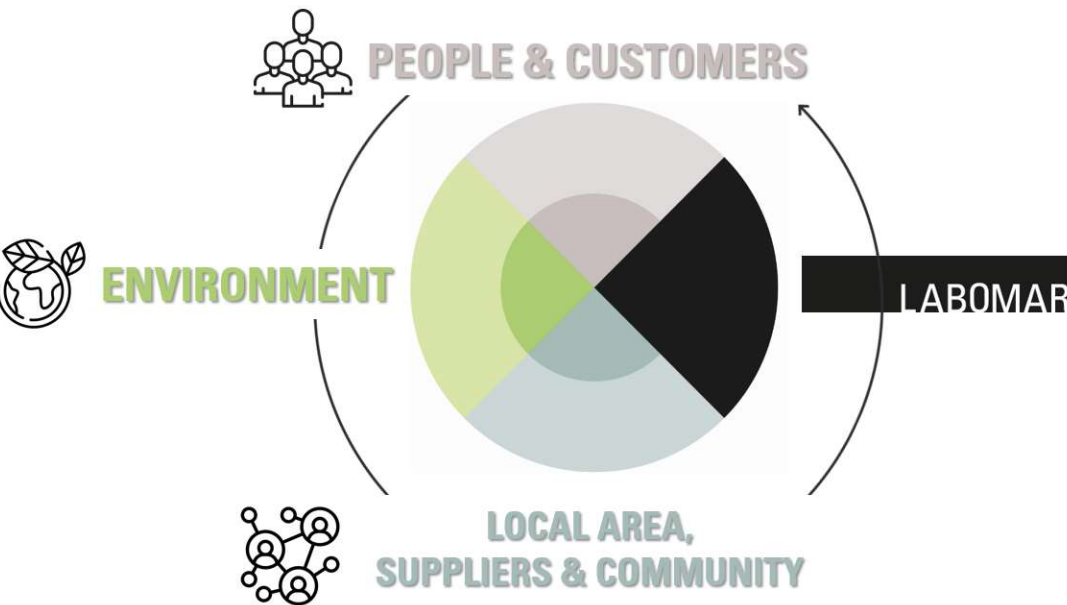 PEOPLE & CUSTOMERS
ENVIRONMENT
LABOMAR
LOCAL AREA,
SUPPLIERS & COMMUNITY